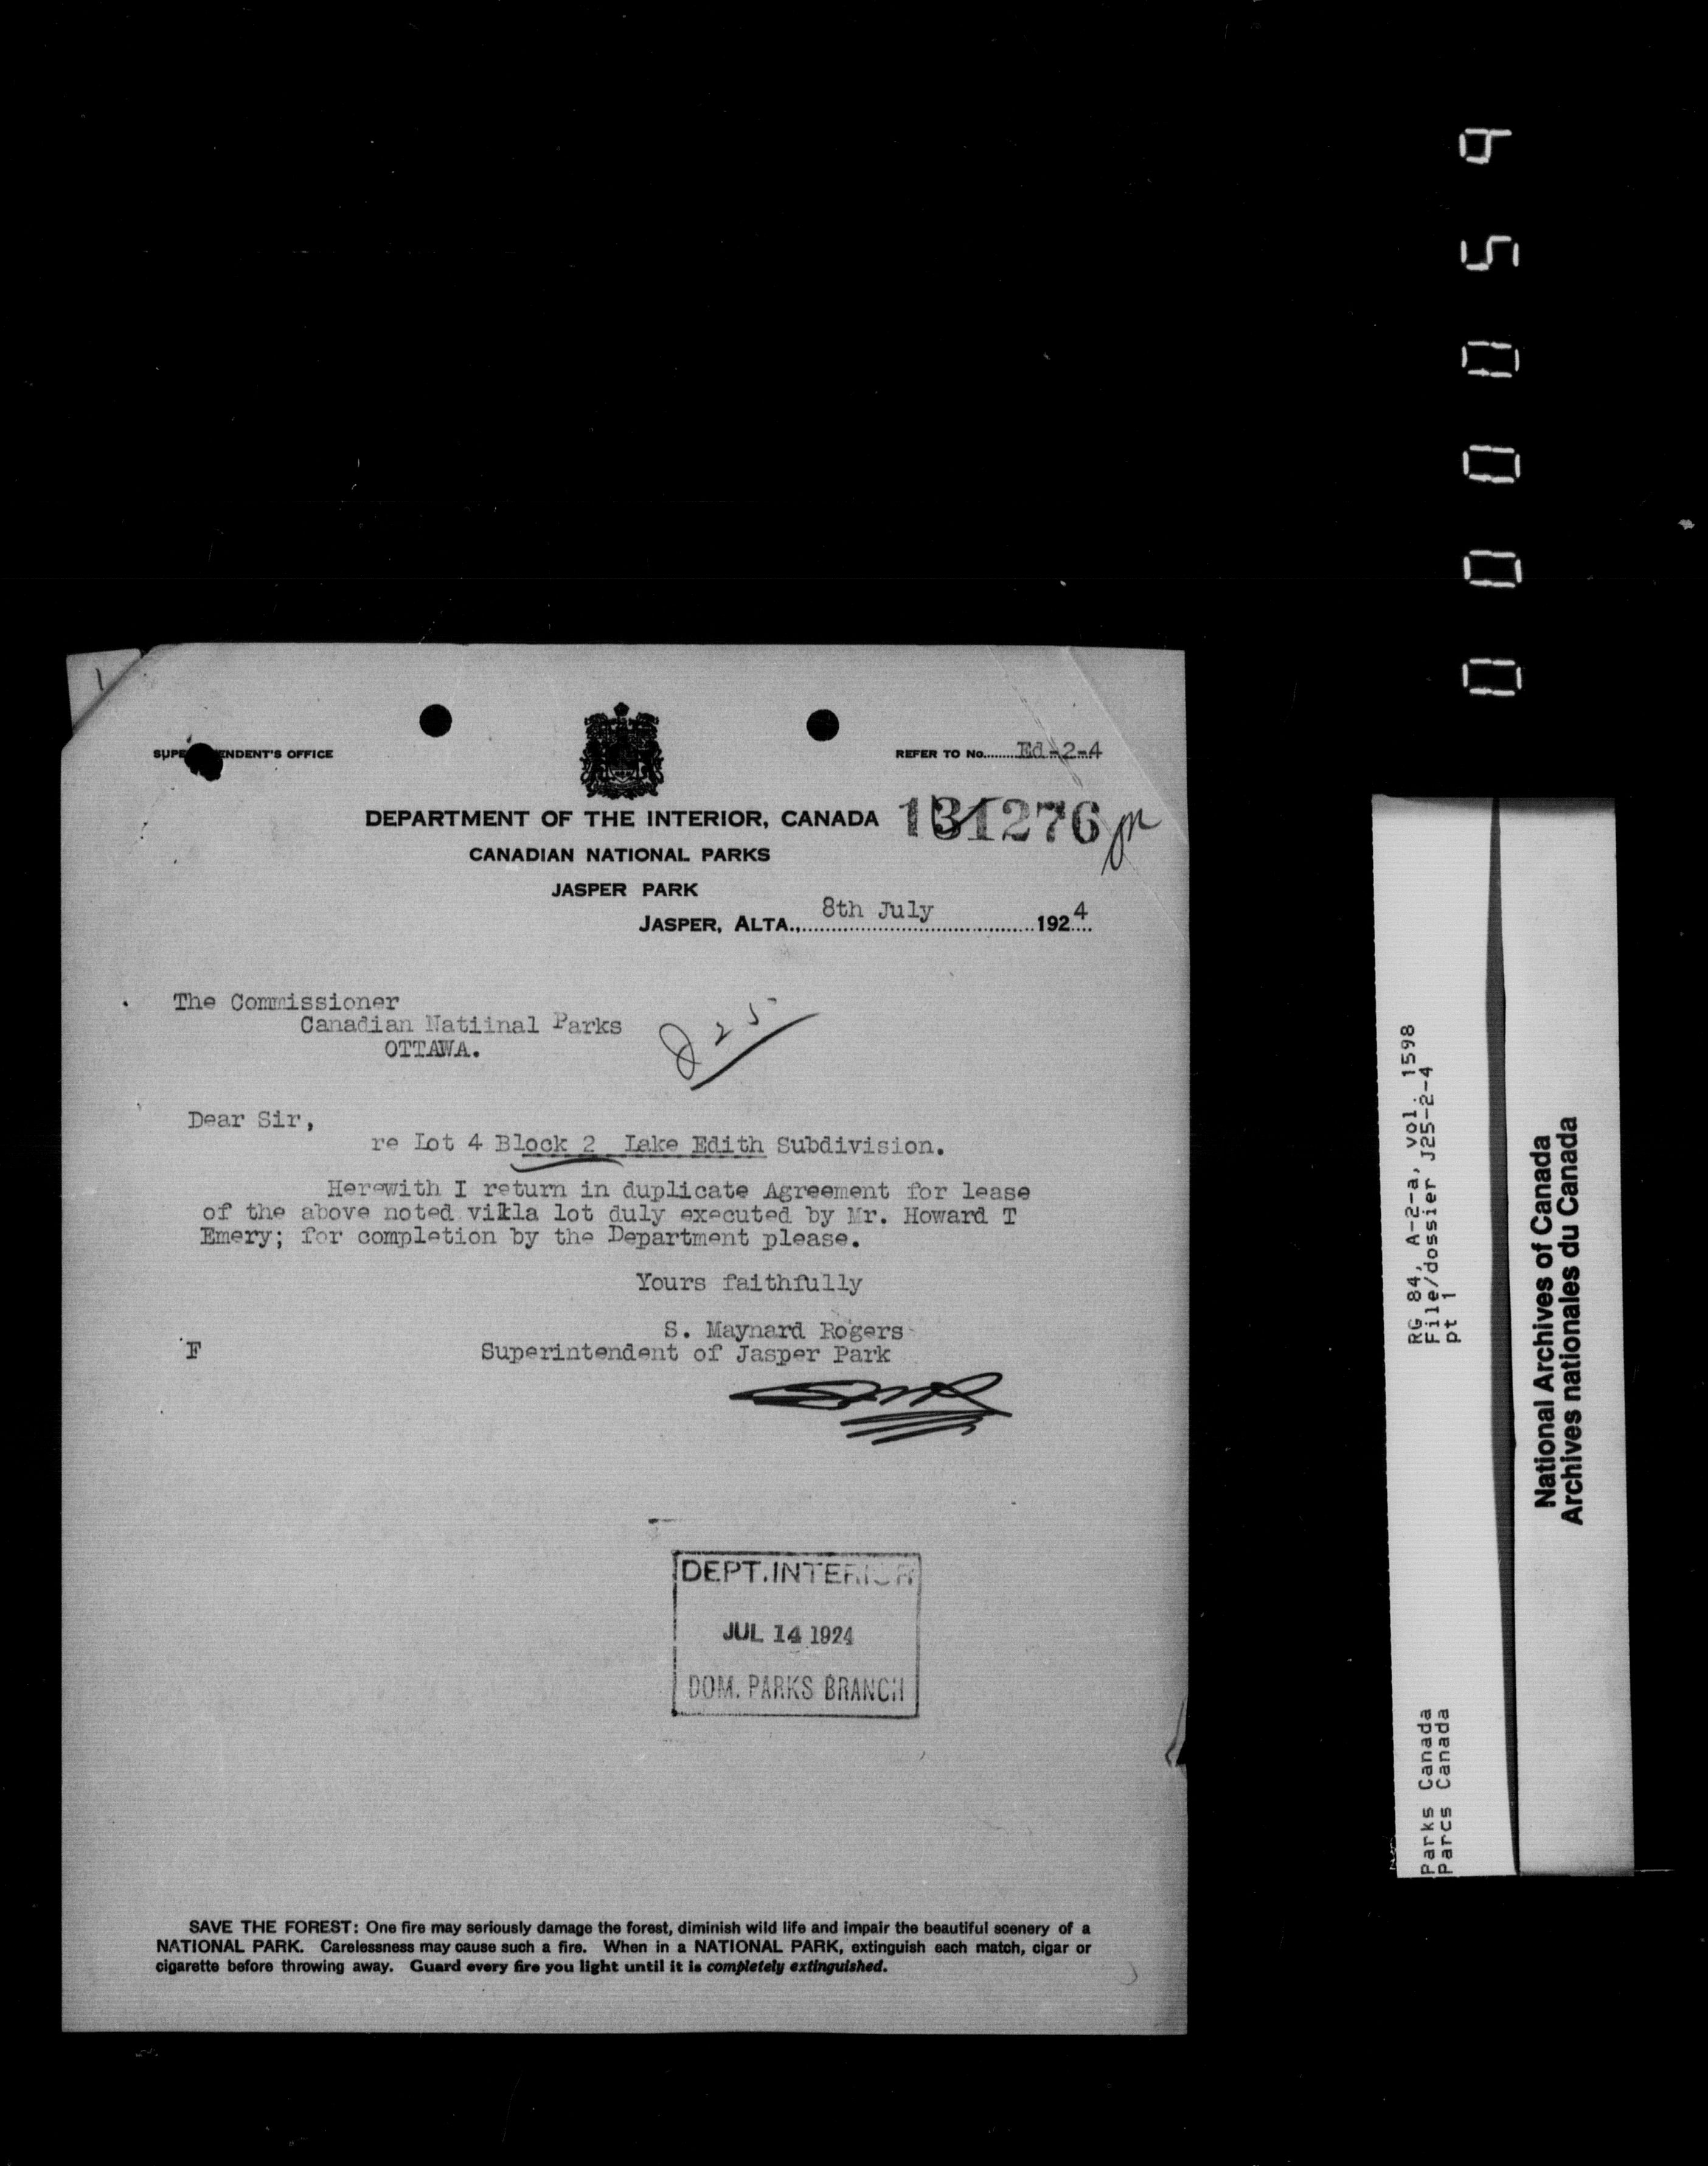 1
SUPE ENDENT'S OFFICE
REFER TO No........Ed-2-4
DEPARTMENT OF THE INTERIOR, CANADA 131276
CANADIAN NATIONAL PARKS
JASPER PARK
JASPER, ALTA., 8th July 1924
The Commissioner
Canadian Natiinal Parks
OTTAWA.
J25
Dear Sir,
re Lot 4 Block 2 Lake Edith Subdivision.
Herewith I return in duplicate Agreement for lease
of the above noted villa lot duly executed by Mr. Howard T
Emery; for completion by the Department please.
Yours faithfully
S. Maynard Rogers
F Superintendent of Jasper Park
SMR
DEPT. INTERIOR
JUL 14 1924
DOM. PARKS BRANCH
SAVE THE FOREST: One fire may seriously damage the forest, diminish wild life and impair the beautiful scenery of a
NATIONAL PARK. Carelessness may cause such a fire. When in a NATIONAL PARK, extinguish each match, cigar or
cigarette before throwing away. Guard every fire you light until it is completely extinguished.
Parks Canada
Parcs Canada
RG 84, A-2-a, vol. 1598
File/dossier J25-2-4
pt 1
National Archives of Canada
Archives nationales du Canada